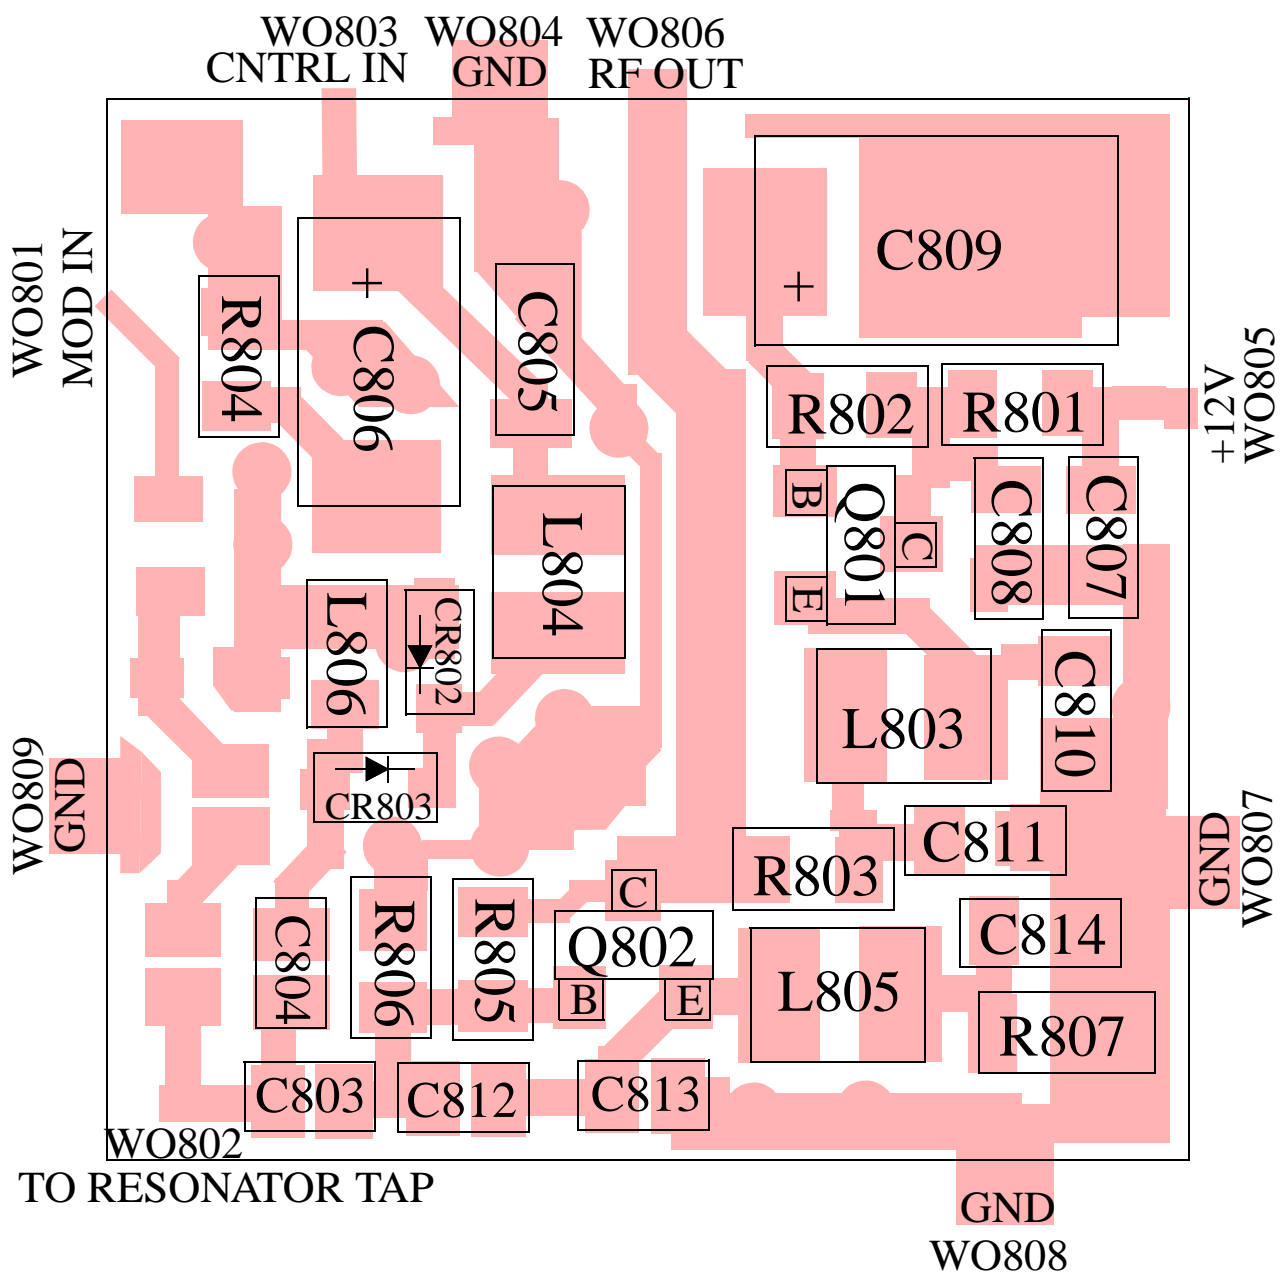 WO803 WO804 WO806
CNTRL IN GND RF OUT
WO801
MOD IN
R804
+
C806
C805
+
C809
+12V
WO805
R802
R801
B
Q801
C
E
C808
C807
L804
L806
CR802
C810
L803
CR803
WO809
GND
C811
R803
GND
WO807
C804
R806
R805
C
Q802
B
E
L805
C814
R807
C803
C812
C813
WO802
TO RESONATOR TAP
GND
WO808